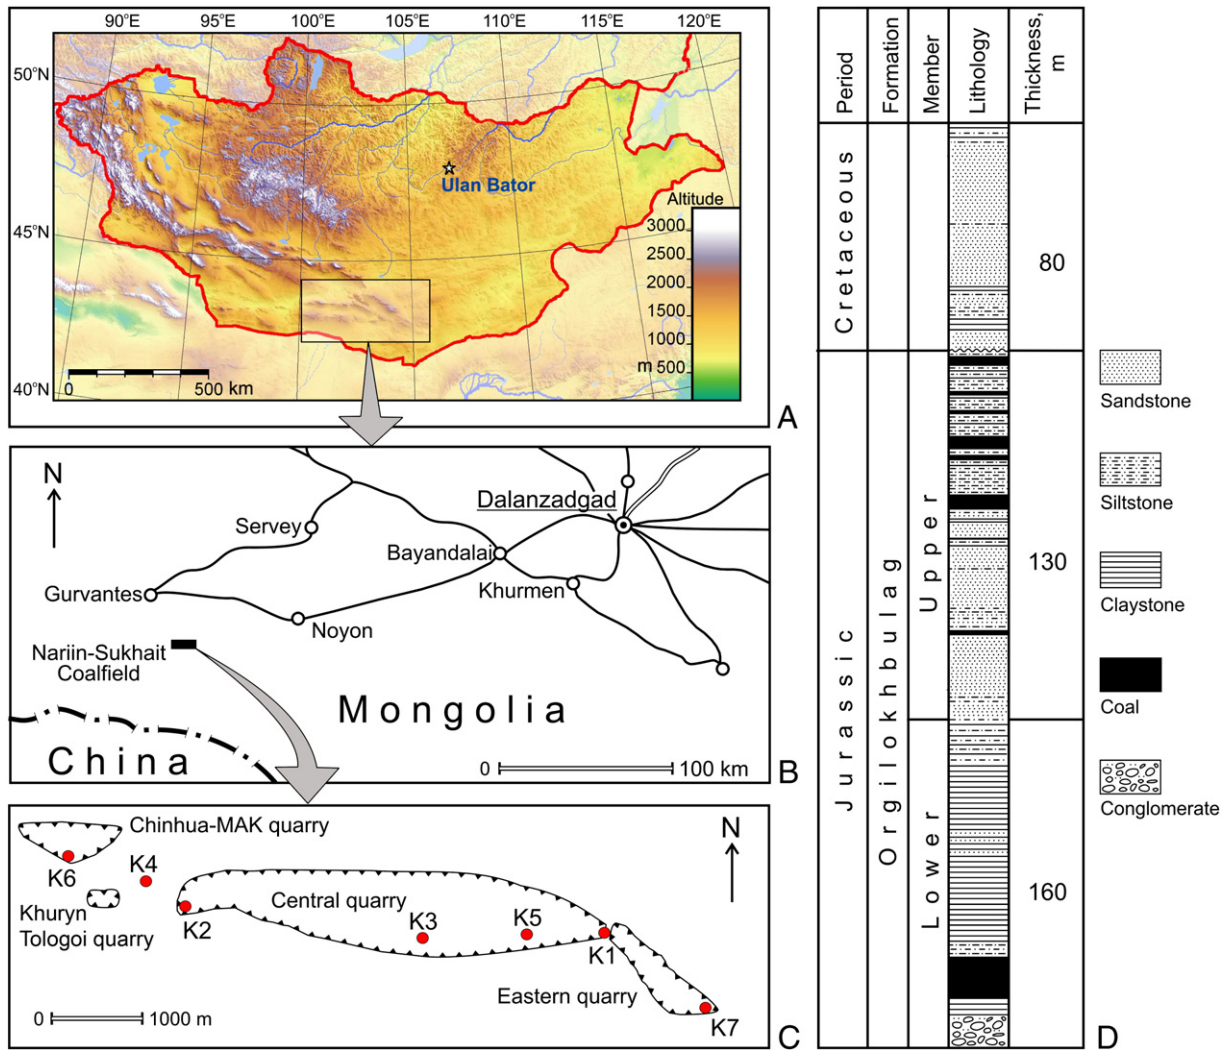 90°E 95°E 100°E 105°E 110°E 115°E 120°E
50°N
45°N
40°N
Ulan Bator
Altitude
3000
2500
2000
1500
1000
m 500
0 500 km
A
N
Dalanzadgad
Servey
Bayandalai
Gurvantes
Khurmen
Noyon
Nariin-Sukhait
Coalfield
Mongolia
China
0 100 km
B
Chinhua-MAK quarry
N
K6
K4
Khuryn
Tologoi quarry
K2
Central quarry
K3
K5
K1
Eastern quarry
K7
0 1000 m
C
Period
Formation
Member
Lithology
Thickness,
m
Cretaceous
80
Jurassic
Orgilokhbulag
Upper
130
Lower
160
Sandstone
Siltstone
Claystone
Coal
Conglomerate
D